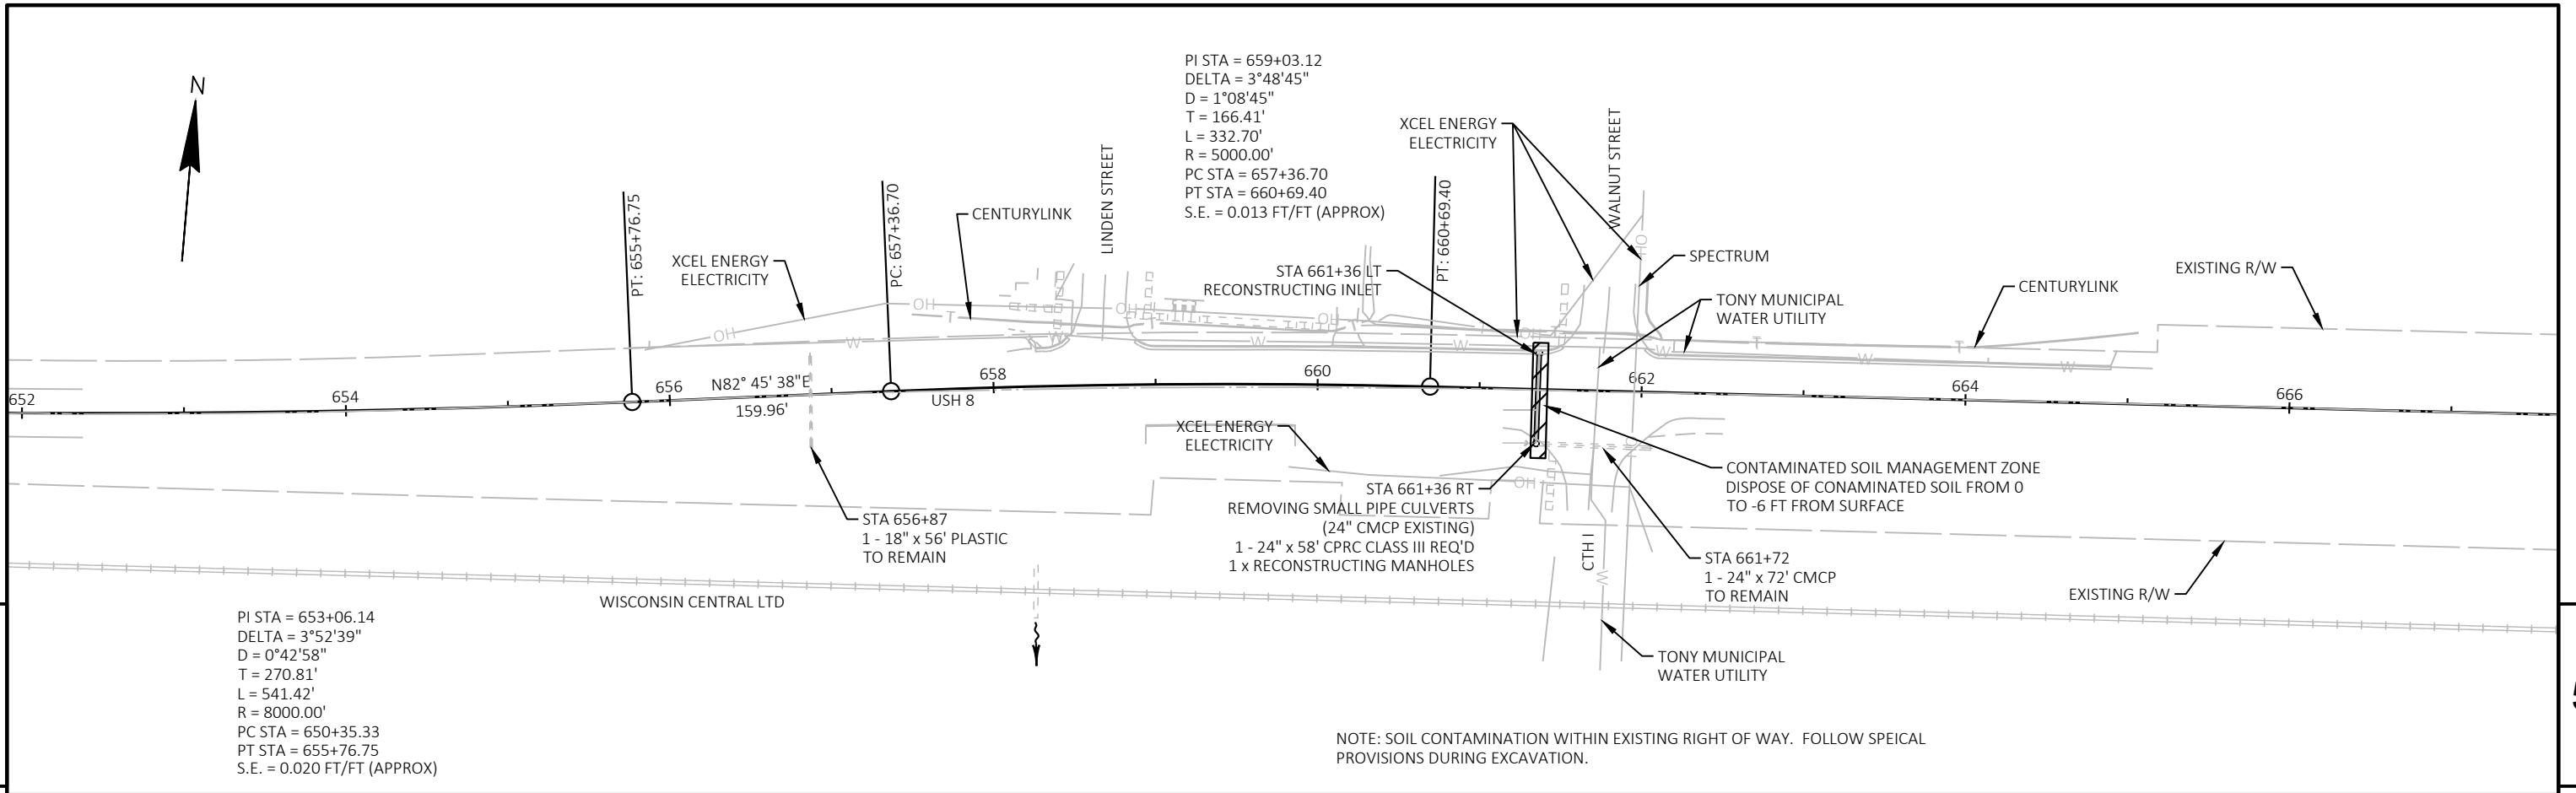 N
PI STA = 659+03.12
DELTA = 3°48'45"
D = 1°08'45"
T = 166.41'
L = 332.70'
R = 5000.00'
PC STA = 657+36.70
PT STA = 660+69.40
S.E. = 0.013 FT/FT (APPROX)
XCEL ENERGY
ELECTRICITY
WALNUT STREET
LINDEN STREET
PT: 655+76.75
PC: 657+36.70
PT: 660+69.40
CENTURYLINK
XCEL ENERGY
ELECTRICITY
STA 661+36 LT
RECONSTRUCTING INLET
SPECTRUM
TONY MUNICIPAL
WATER UTILITY
CENTURYLINK
EXISTING R/W
OH
OH
OH
OH
OH
OH
T
T
T
T
T
W
W
W
W
W
W
W
652
654
656
658
660
662
664
666
N82° 45' 38"E
159.96'
USH 8
XCEL ENERGY
ELECTRICITY
OH
T
STA 656+87
1 - 18" x 56' PLASTIC
TO REMAIN
STA 661+36 RT
REMOVING SMALL PIPE CULVERTS
(24" CMCP EXISTING)
1 - 24" x 58' CPRC CLASS III REQ'D
1 x RECONSTRUCTING MANHOLES
CONTAMINATED SOIL MANAGEMENT ZONE
DISPOSE OF CONAMINATED SOIL FROM 0
TO -6 FT FROM SURFACE
CTH I
W
STA 661+72
1 - 24" x 72' CMCP
TO REMAIN
EXISTING R/W
WISCONSIN CENTRAL LTD
TONY MUNICIPAL
WATER UTILITY
PI STA = 653+06.14
DELTA = 3°52'39"
D = 0°42'58"
T = 270.81'
L = 541.42'
R = 8000.00'
PC STA = 650+35.33
PT STA = 655+76.75
S.E. = 0.020 FT/FT (APPROX)
NOTE: SOIL CONTAMINATION WITHIN EXISTING RIGHT OF WAY. FOLLOW SPEICAL
PROVISIONS DURING EXCAVATION.